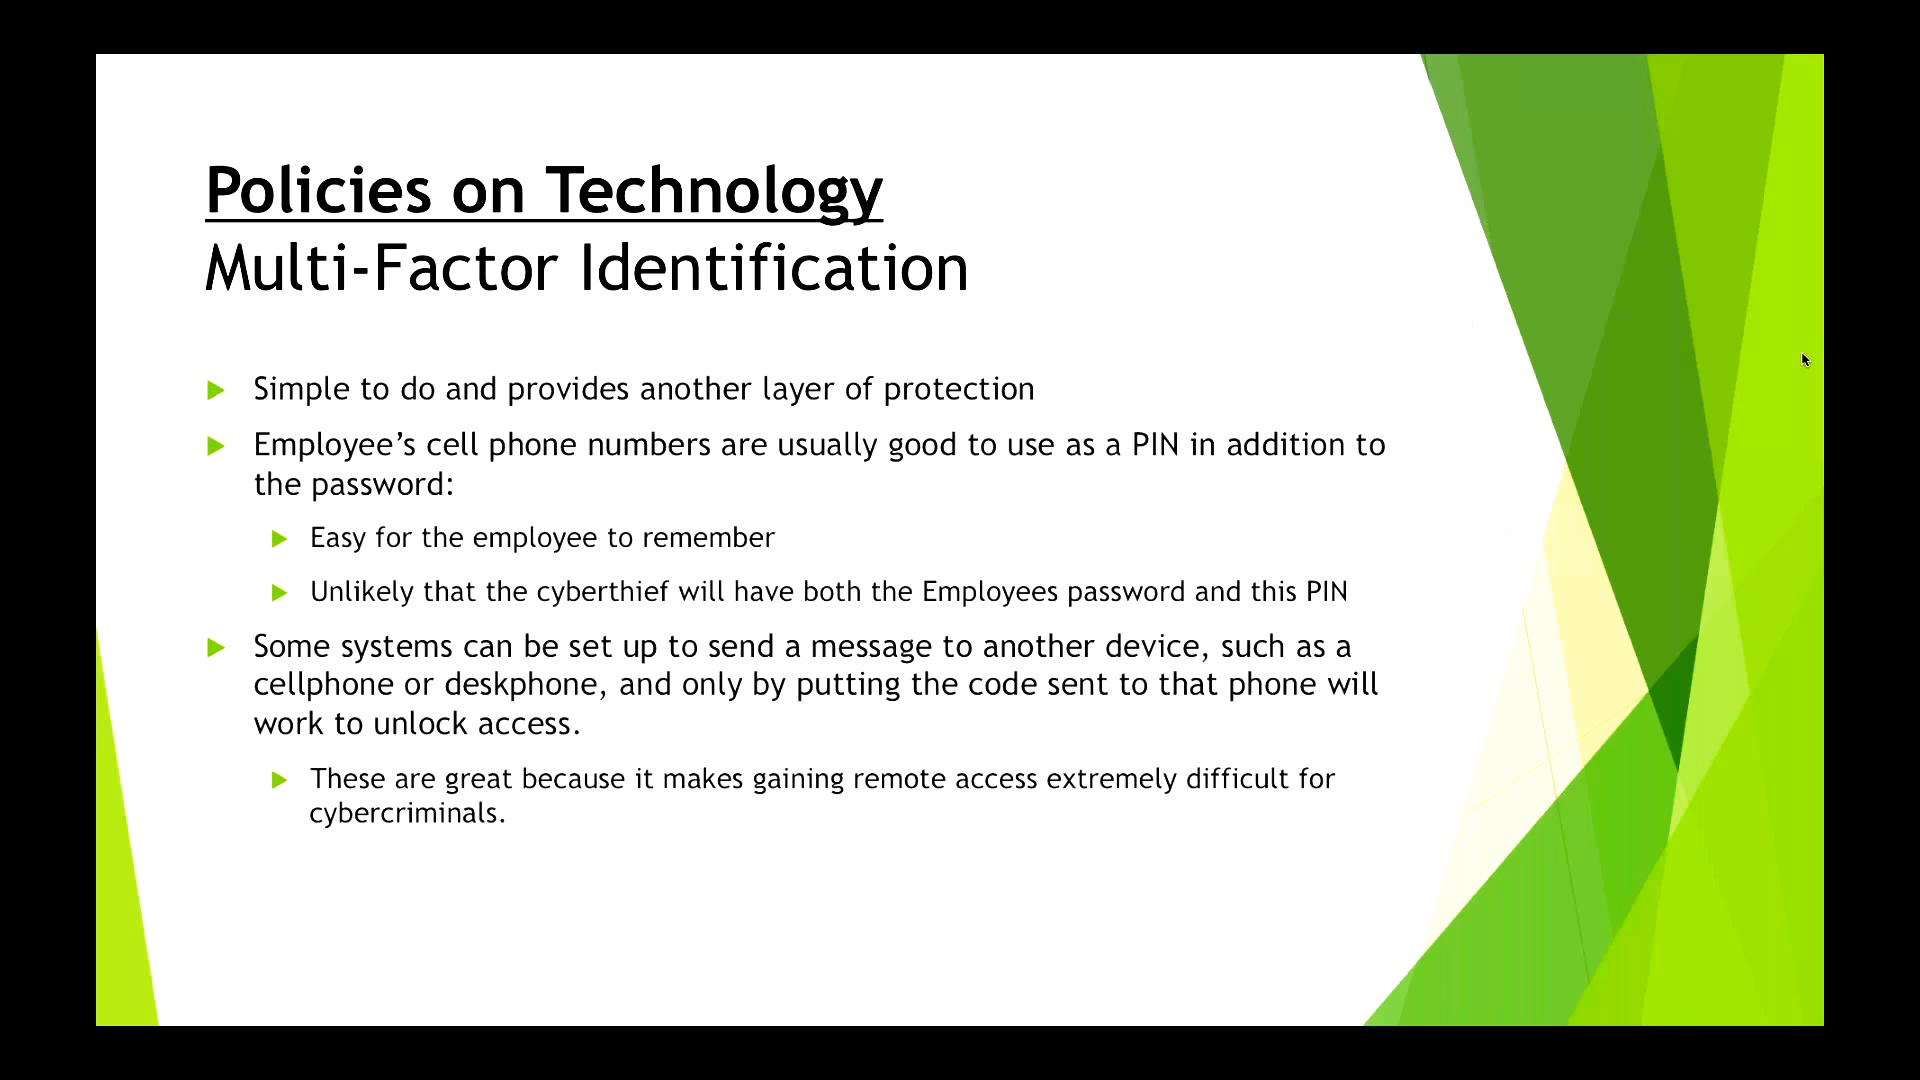 Policies on Technology
Multi-Factor Identification
Simple to do and provides another layer of protection
Employee’s cell phone numbers are usually good to use as a PIN in addition to
the password:
Easy for the employee to remember
Unlikely that the cyberthief will have both the Employees password and this PIN
Some systems can be set up to send a message to another device, such as a
cellphone or deskphone, and only by putting the code sent to that phone will
work to unlock access.
These are great because it makes gaining remote access extremely difficult for
cybercriminals.